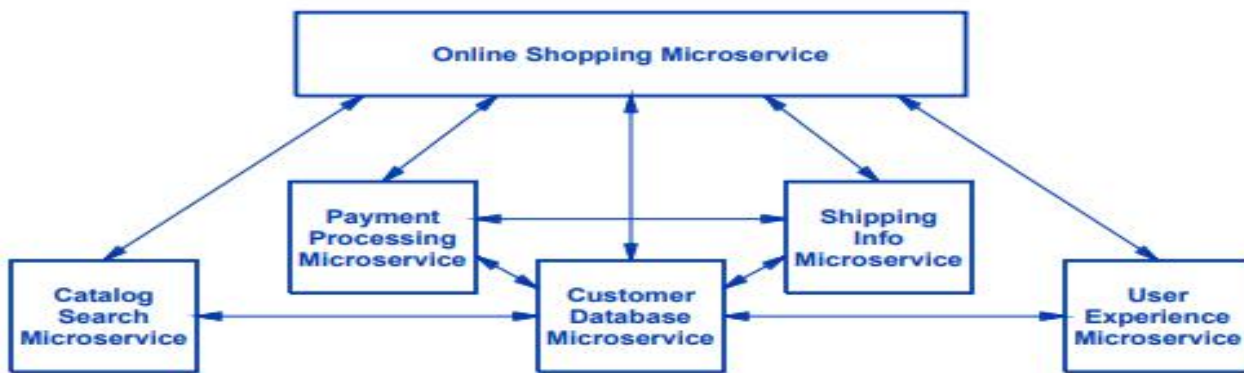 Online Shopping Microservice
Payment
Processing
Microservice
Shipping
Info
Microservice
Catalog
Search
Microservice
Customer
Database
Microservice
User
Experience
Microservice